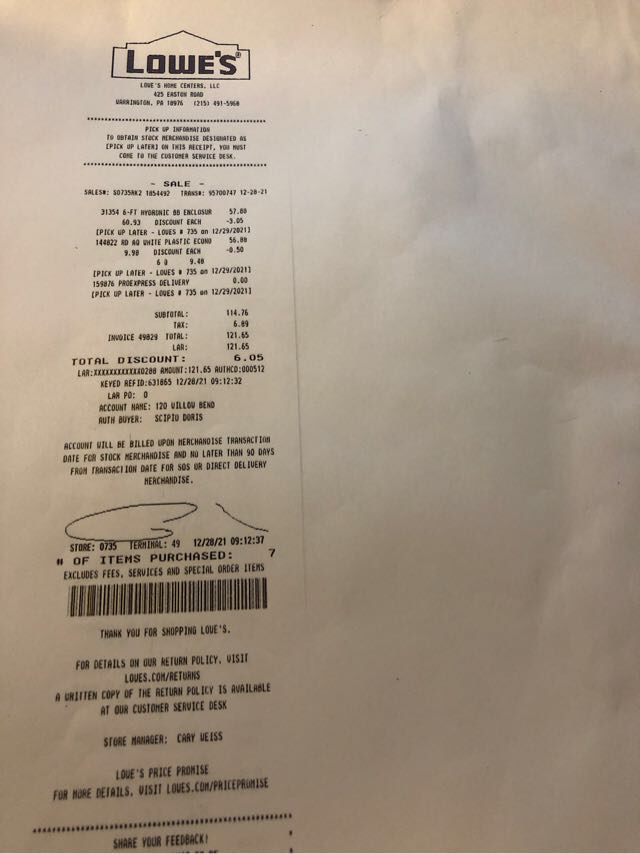 LOWE'S®
LOWE'S HOME CENTERS, LLC
425 EASTON ROAD
WARRINGTON, PA 18976 (215) 491-5968
PICK UP INFORMATION
TO OBTAIN STOCK MERCHANDISE DESIGNATED AS
[PICK UP LATER] ON THIS RECEIPT, YOU MUST
COME TO THE CUSTOMER SERVICE DESK.
- SALE -
SALES#: S0735RK2 1854492 TRANS#: 95700747 12-28-21
31354 6-FT HYDRONIC BB ENCLOSUR 57.88
60.93 DISCOUNT EACH -3.05
[PICK UP LATER - LOWES # 735 on 12/29/2021]
144822 RD AQ WHITE PLASTIC ECONO 56.88
9.98 DISCOUNT EACH -0.50
6 @ 9.48
[PICK UP LATER - LOWES # 735 on 12/29/2021]
159876 PROEXPRESS DELIVERY 0.00
[PICK UP LATER - LOWES # 735 on 12/29/2021]
SUBTOTAL: 114.76
TAX: 6.89
INVOICE 49829 TOTAL: 121.65
LAR: 121.65
TOTAL DISCOUNT: 6.05
LAR:XXXXXXXXXXXX0288 AMOUNT:121.65 AUTHCD:000512
KEYED REFID:631865 12/28/21 09:12:32
LAR PO: 0
ACCOUNT NAME: 120 WILLOW BEND
AUTH BUYER: SCIPIO DORIS
ACCOUNT WILL BE BILLED UPON MERCHANDISE TRANSACTION
DATE FOR STOCK MERCHANDISE AND NO LATER THAN 90 DAYS
FROM TRANSACTION DATE FOR SOS OR DIRECT DELIVERY
MERCHANDISE.
STORE: 0735 TERMINAL: 49 12/28/21 09:12:37
# OF ITEMS PURCHASED: 7
EXCLUDES FEES, SERVICES AND SPECIAL ORDER ITEMS
THANK YOU FOR SHOPPING LOWE'S.
FOR DETAILS ON OUR RETURN POLICY, VISIT
LOWES.COM/RETURNS
A WRITTEN COPY OF THE RETURN POLICY IS AVAILABLE
AT OUR CUSTOMER SERVICE DESK
STORE MANAGER: CARY WEISS
LOWE'S PRICE PROMISE
FOR MORE DETAILS, VISIT LOWES.COM/PRICEPROMISE
SHARE YOUR FEEDBACK!